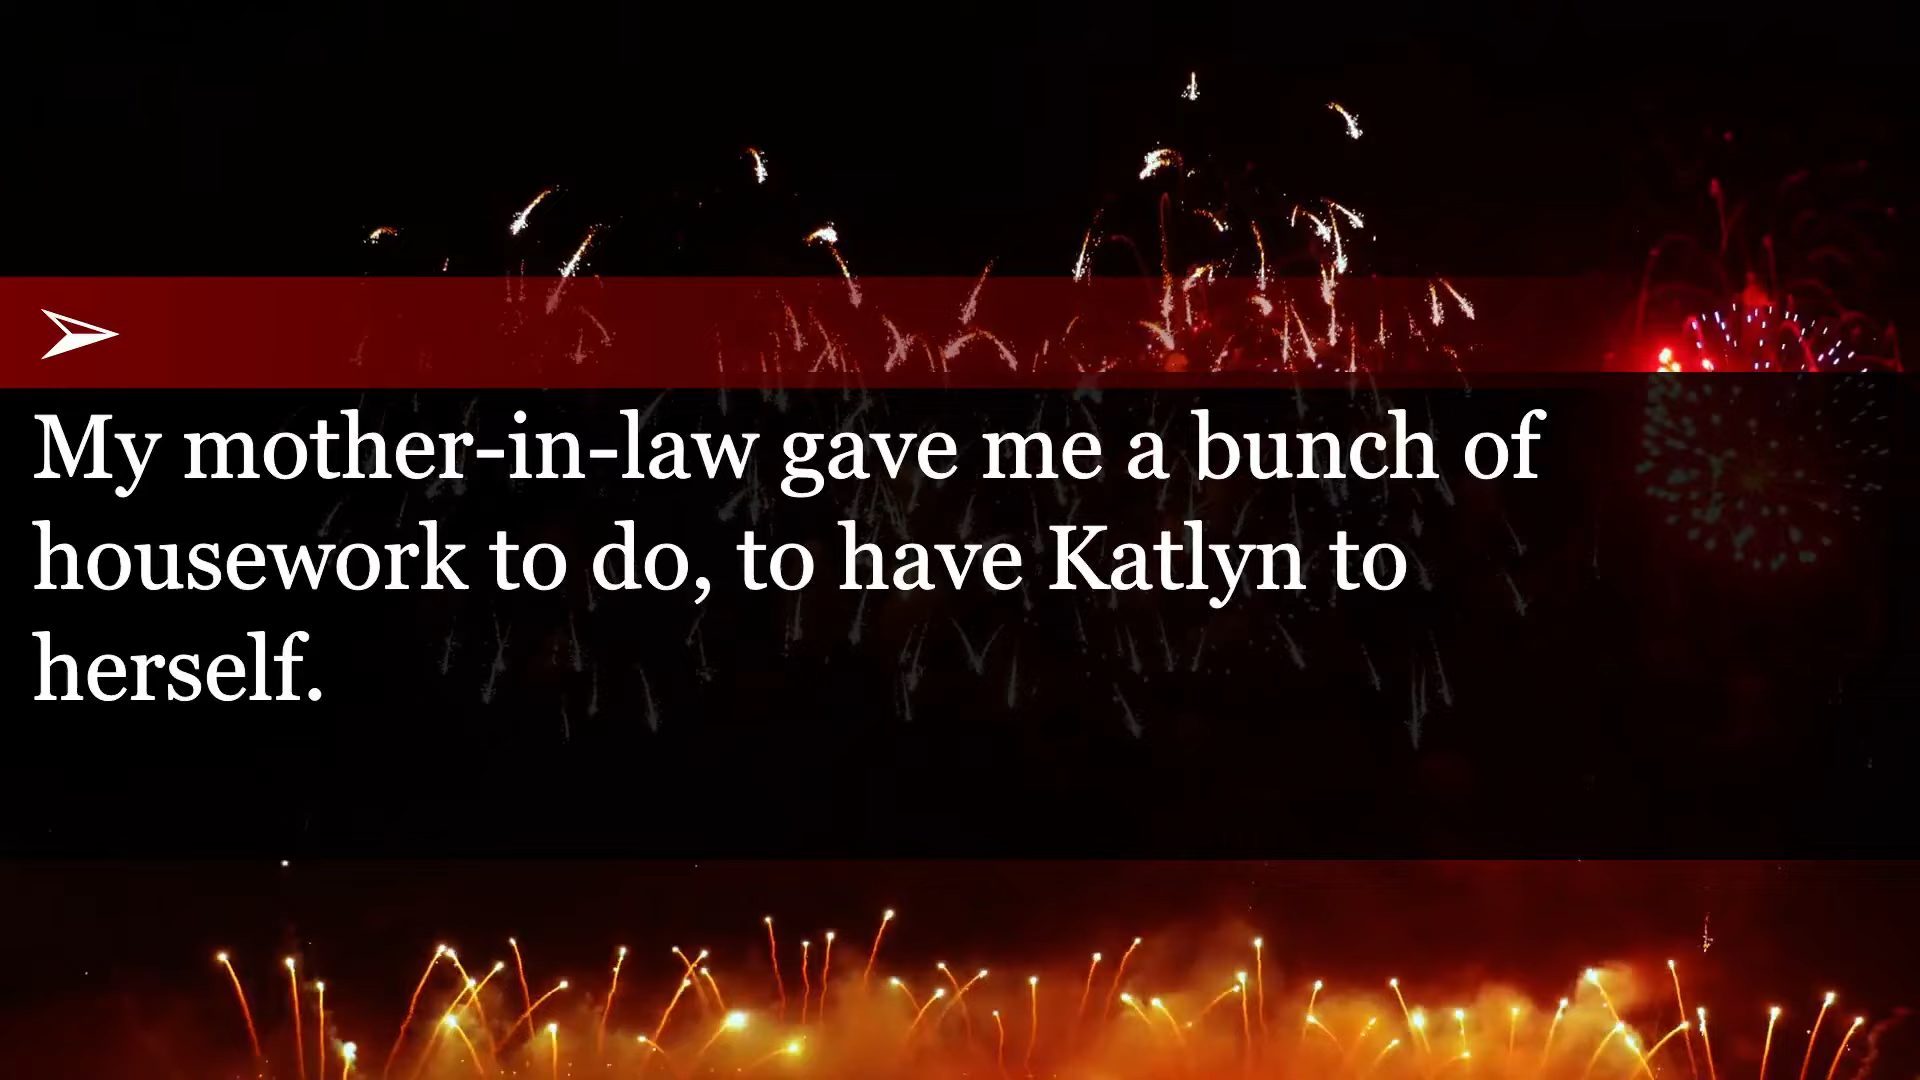 My mother-in-law gave me a bunch of
housework to do, to have Katlyn to
herself.